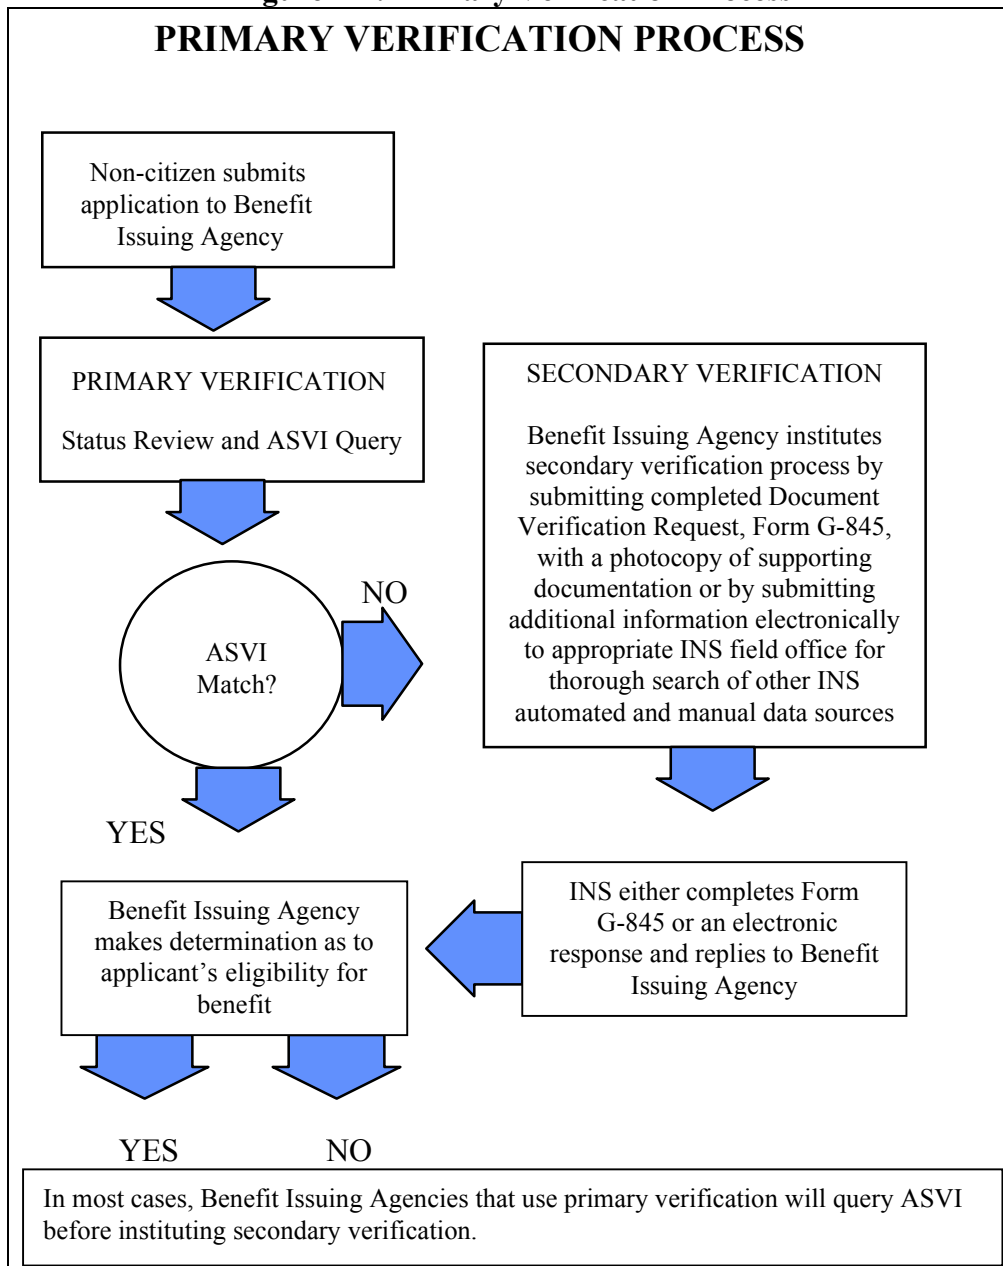 PRIMARY VERIFICATION PROCESS
Non-citizen submits
application to Benefit
Issuing Agency
PRIMARY VERIFICATION
Status Review and ASVI Query
ASVI
Match?
NO
SECONDARY VERIFICATION
Benefit Issuing Agency institutes
secondary verification process by
submitting completed Document
Verification Request, Form G-845,
with a photocopy of supporting
documentation or by submitting
additional information electronically
to appropriate INS field office for
thorough search of other INS
automated and manual data sources
YES
INS either completes Form
G-845 or an electronic
response and replies to Benefit
Issuing Agency
Benefit Issuing Agency
makes determination as to
applicant’s eligibility for
benefit
YES
NO
In most cases, Benefit Issuing Agencies that use primary verification will query ASVI
before instituting secondary verification.